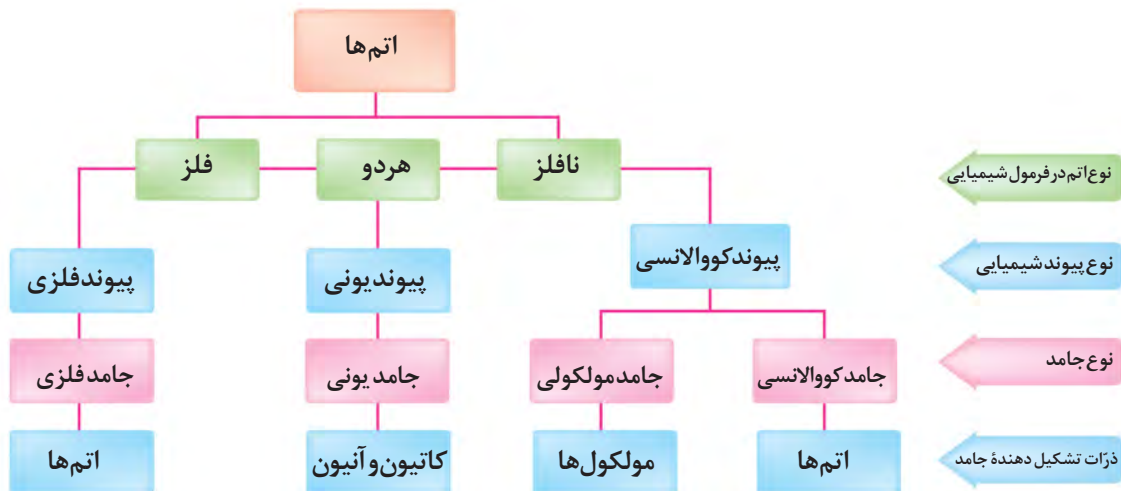 اتم‌ها
نوع اتم در فرمول شیمیایی
نافلز
هر دو
فلز
نوع پیوند شیمیایی
پیوند کووالانسی
پیوند یونی
پیوند فلزی
نوع جامد
جامد کووالانسی
جامد مولکولی
جامد یونی
جامد فلزی
ذرّات تشکیل دهندهٔ جامد
اتم‌ها
مولکول‌ها
کاتیون و آنیون
اتم‌ها